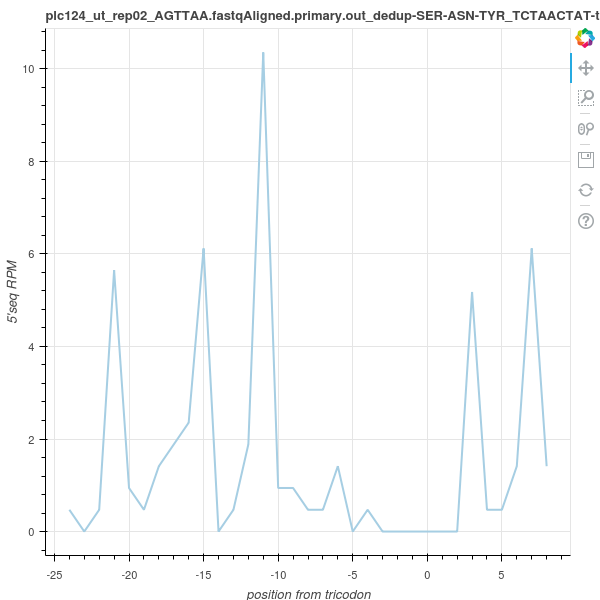 plc124_ut_rep02_AGTTAA.fastqAligned.primary.out_dedup-SER-ASN-TYR_TCTAACTAT-t
10
8
6
4
2
0
5'seq RPM
-25 -20 -15 -10 -5 0 5
position from tricodon